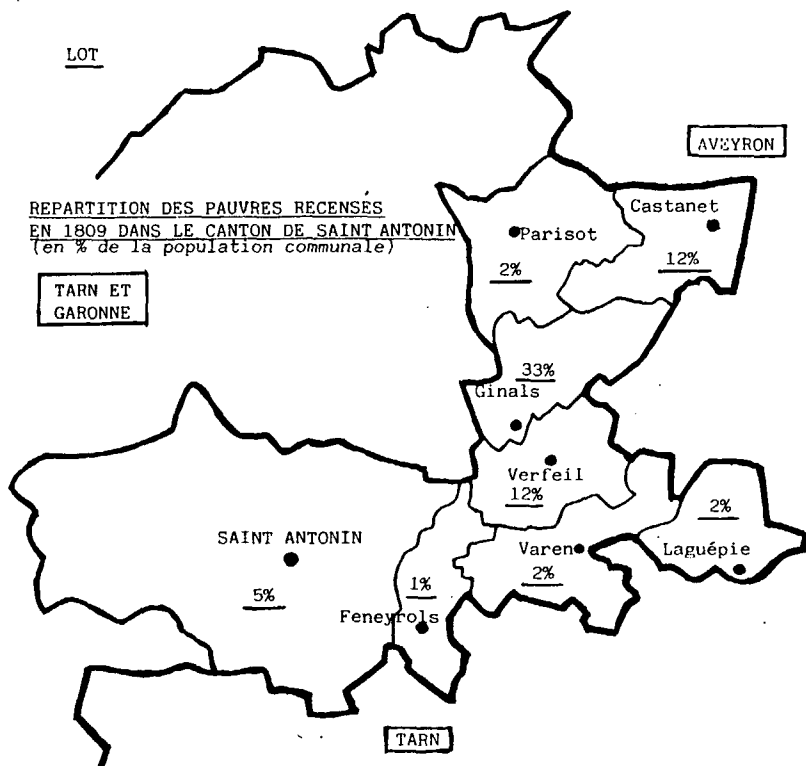 LOT
AVEYRON
REPARTITION DES PAUVRES RECENSÉS
EN 1809 DANS LE CANTON DE SAINT ANTONIN
(en % de la population communale)
TARN ET
GARONNE
Castanet
Parisot
12%
2%
33%
Ginals
Verfeil
12%
2%
SAINT ANTONIN
Varen
Laguépie
5%
1%
2%
Feneyrols
TARN